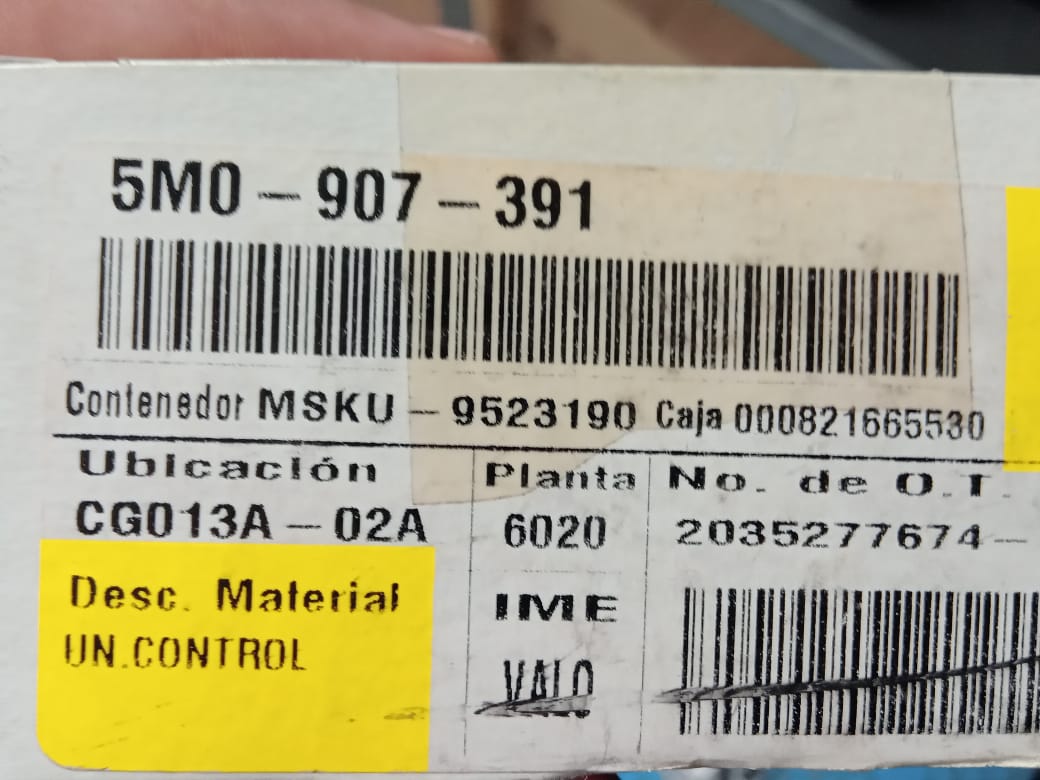 5M0-907-391
Contenedor MSKU-9523190 Caja 000821665530
Ubicación Planta No. de O.T.
CG013A-02A 6020 2035277674-
Desc. Material IME
UN.CONTROL VALO